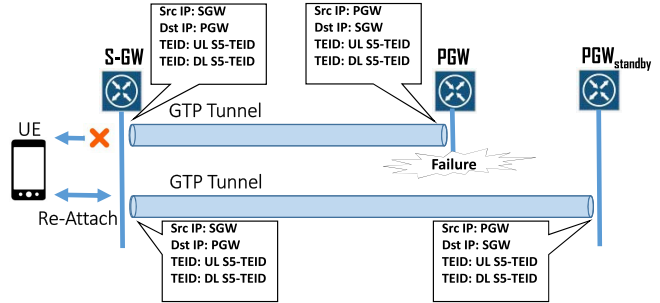 Src IP: SGW
Dst IP: PGW
TEID: UL S5-TEID
TEID: DL S5-TEID
Src IP: PGW
Dst IP: SGW
TEID: UL S5-TEID
TEID: DL S5-TEID
S-GW
PGW
PGWstandby
GTP Tunnel
UE
Failure
GTP Tunnel
Re-Attach
Src IP: SGW
Dst IP: PGW
TEID: UL S5-TEID
TEID: DL S5-TEID
Src IP: PGW
Dst IP: SGW
TEID: UL S5-TEID
TEID: DL S5-TEID